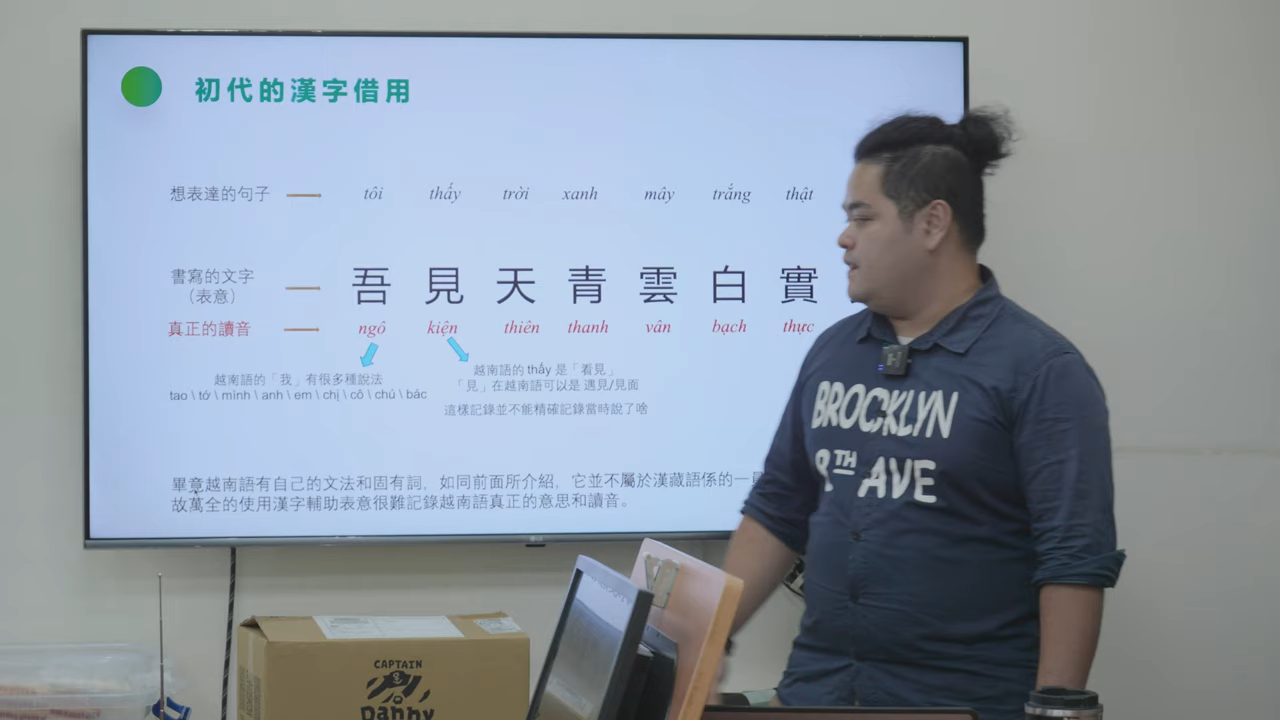 初代的漢字借用
想表達的句子 tôi thấy trời xanh mây trắng thật
書寫的文字 吾 見 天 青 雲 白 實
（表意）
真正的讀音 ngô kiện thiên thanh vân bạch thực
越南語的「我」有很多種說法
tao \ tớ \ mình \ anh \ em \ chị \ cô \ chú \ bác
越南語的 thấy 是「看見」
「見」在越南語可以是 遇見/見面
這樣記錄並不能精確記錄當時說了啥
畢竟越南語有自己的文法和固有詞，如同前面所介紹，它並不屬於漢藏語係的一
故萬全的使用漢字輔助表意很難記錄越南語真正的意思和讀音。
BROOKLYN
8TH AVE
CAPTAIN
Danny
LG